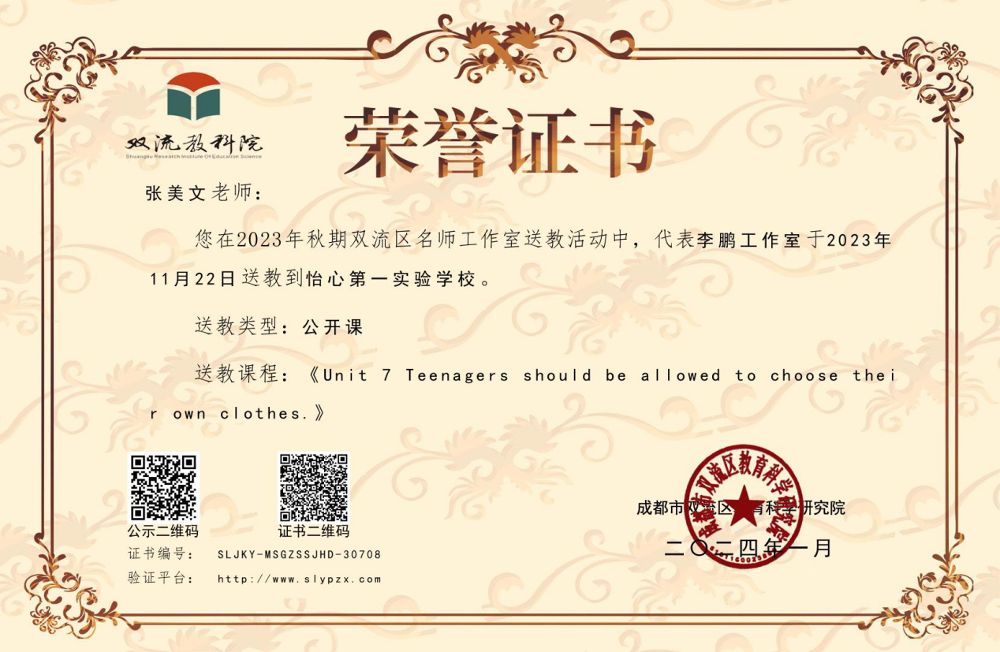 双流教科院
Shuangliu Research Institute Of Education Science
荣誉证书
张美文老师：
您在2023年秋期双流区名师工作室送教活动中，代表李鹏工作室于2023年
11月22日送教到怡心第一实验学校。
送教类型：公开课
送教课程：《Unit 7 Teenagers should be allowed to choose thei
r own clothes.》
公示二维码
证书二维码
证书编号： SLJKY-MSGZSSJHD-30708
验证平台： http://www.slypzx.com
成都市双流区教育科学研究院
成都市双流区教育科学研究院
二〇二四年一月